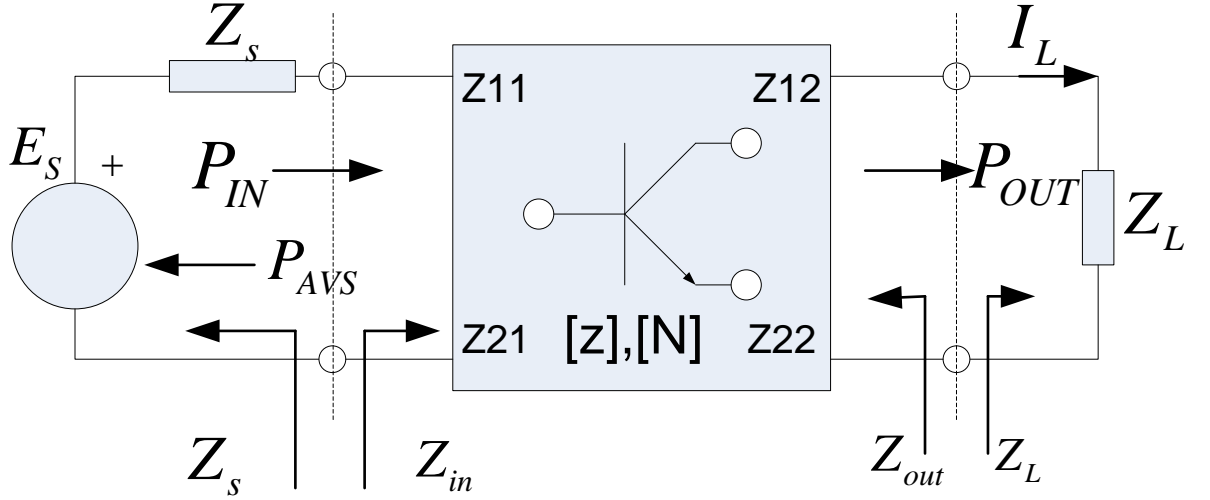 Z_s
I_L
Z11
Z12
E_S +
P_IN
P_OUT
Z_L
P_AVS
Z21
[z],[N]
Z22
Z_s
Z_in
Z_out
Z_L